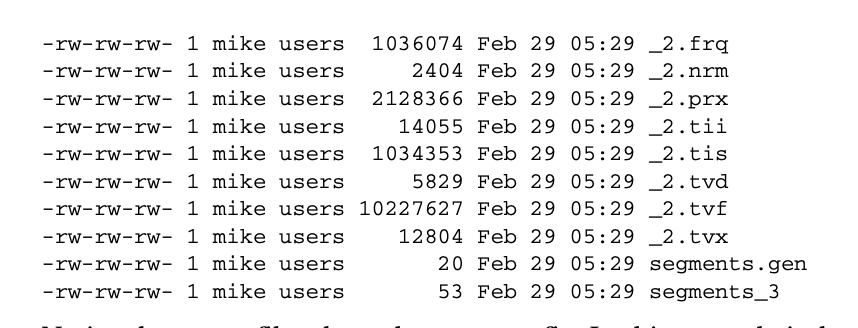 -rw-rw-rw- 1 mike users  1036074 Feb 29 05:29 _2.frq
-rw-rw-rw- 1 mike users     2404 Feb 29 05:29 _2.nrm
-rw-rw-rw- 1 mike users  2128366 Feb 29 05:29 _2.prx
-rw-rw-rw- 1 mike users    14055 Feb 29 05:29 _2.tii
-rw-rw-rw- 1 mike users  1034353 Feb 29 05:29 _2.tis
-rw-rw-rw- 1 mike users     5829 Feb 29 05:29 _2.tvd
-rw-rw-rw- 1 mike users 10227627 Feb 29 05:29 _2.tvf
-rw-rw-rw- 1 mike users    12804 Feb 29 05:29 _2.tvx
-rw-rw-rw- 1 mike users       20 Feb 29 05:29 segments.gen
-rw-rw-rw- 1 mike users       53 Feb 29 05:29 segments_3